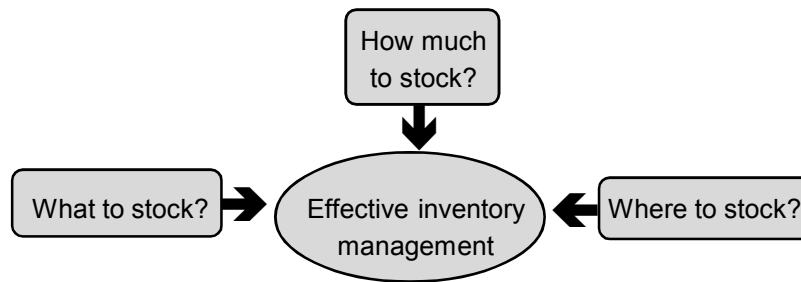 How much
to stock?
What to stock?
Effective inventory
management
Where to stock?